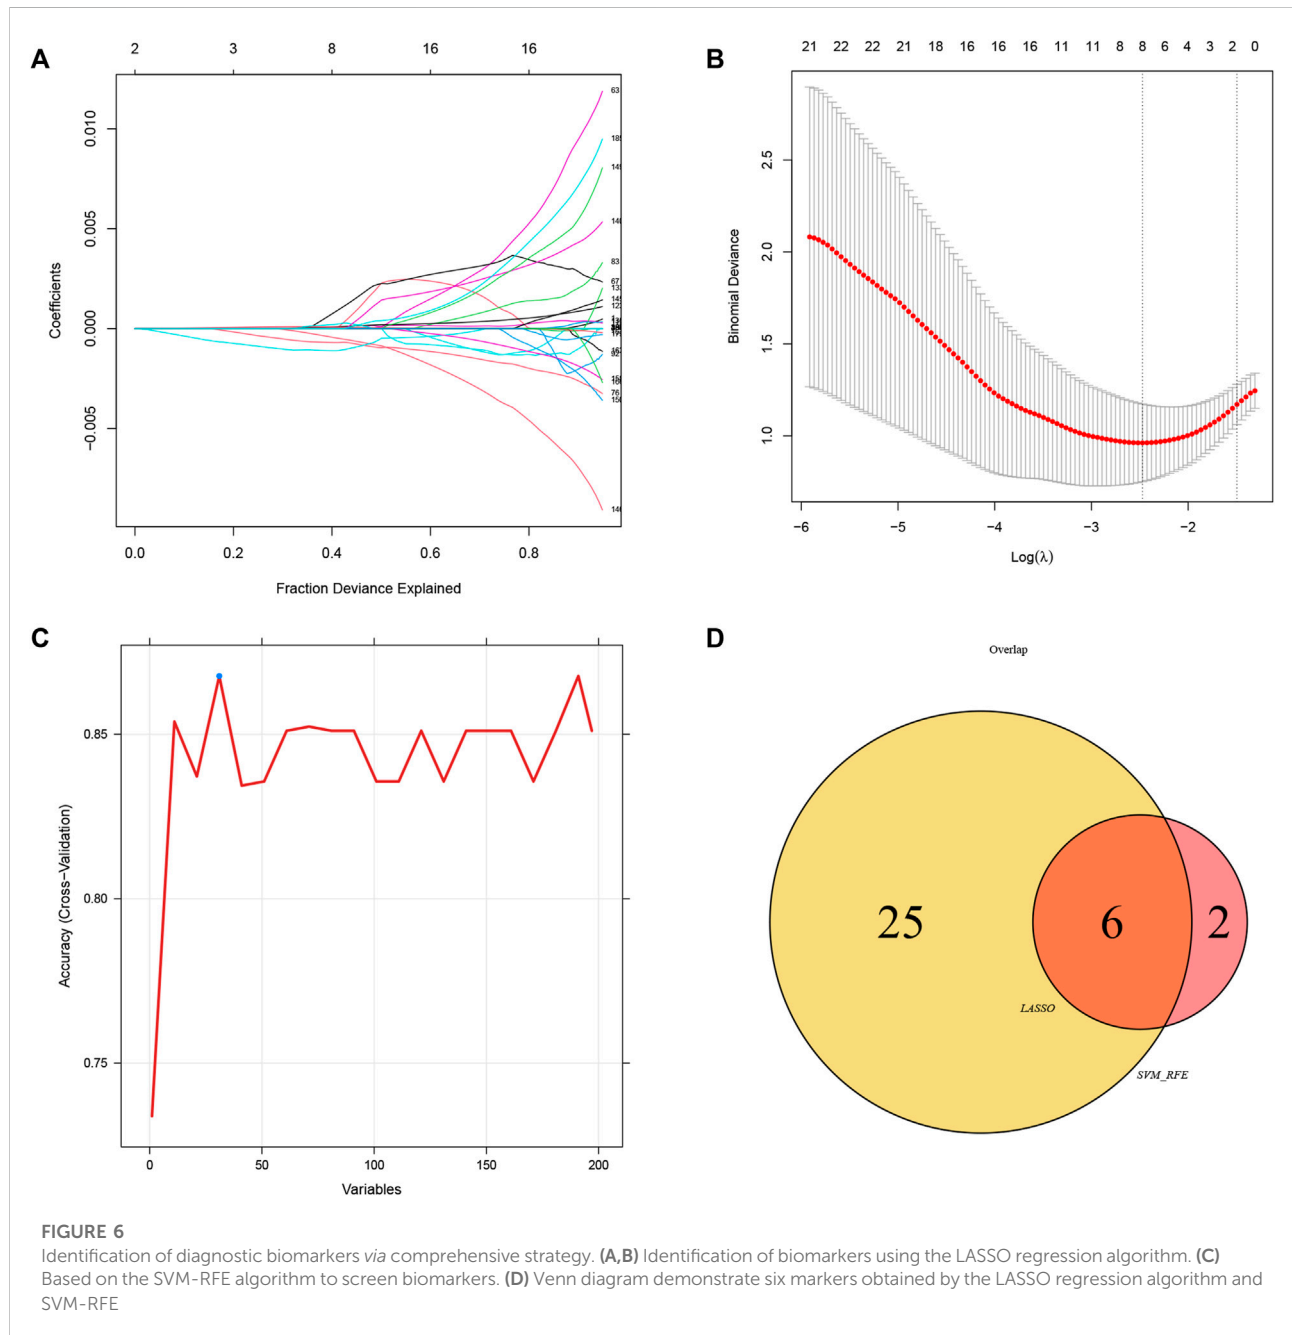 A
2 3 8 16 16
0.010
0.005
0.000
−0.005
Coefficients
63
149
83
67
76
0.0 0.2 0.4 0.6 0.8
Fraction Deviance Explained
B
21 22 22 21 18 16 16 16 11 11 8 8 6 4 3 2 0
2.5
2.0
1.5
1.0
Binomial Deviance
−6 −5 −4 −3 −2
Log(λ)
C
0.85
0.80
0.75
Accuracy (Cross-Validation)
0 50 100 150 200
Variables
D
Overlap
25 6 2
LASSO
SVM_RFE
FIGURE 6
Identification of diagnostic biomarkers via comprehensive strategy. (A,B) Identification of biomarkers using the LASSO regression algorithm. (C)
Based on the SVM-RFE algorithm to screen biomarkers. (D) Venn diagram demonstrate six markers obtained by the LASSO regression algorithm and
SVM-RFE